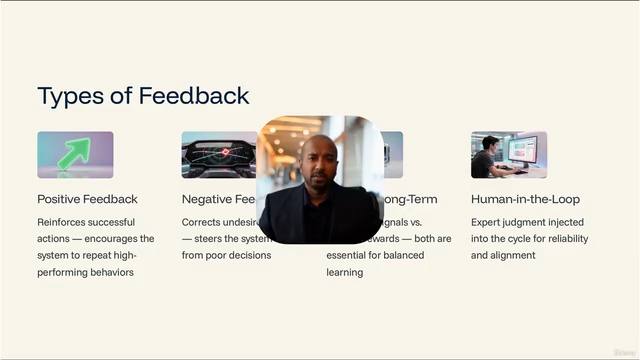 Types of Feedback
Positive Feedback
Reinforces successful
actions — encourages the
system to repeat high-
performing behaviors
Negative Fee
Corrects undesir
— steers the system
from poor decisions
ong-Term
gnals vs.
ewards — both are
essential for balanced
learning
Human-in-the-Loop
Expert judgment injected
into the cycle for reliability
and alignment
Udemy